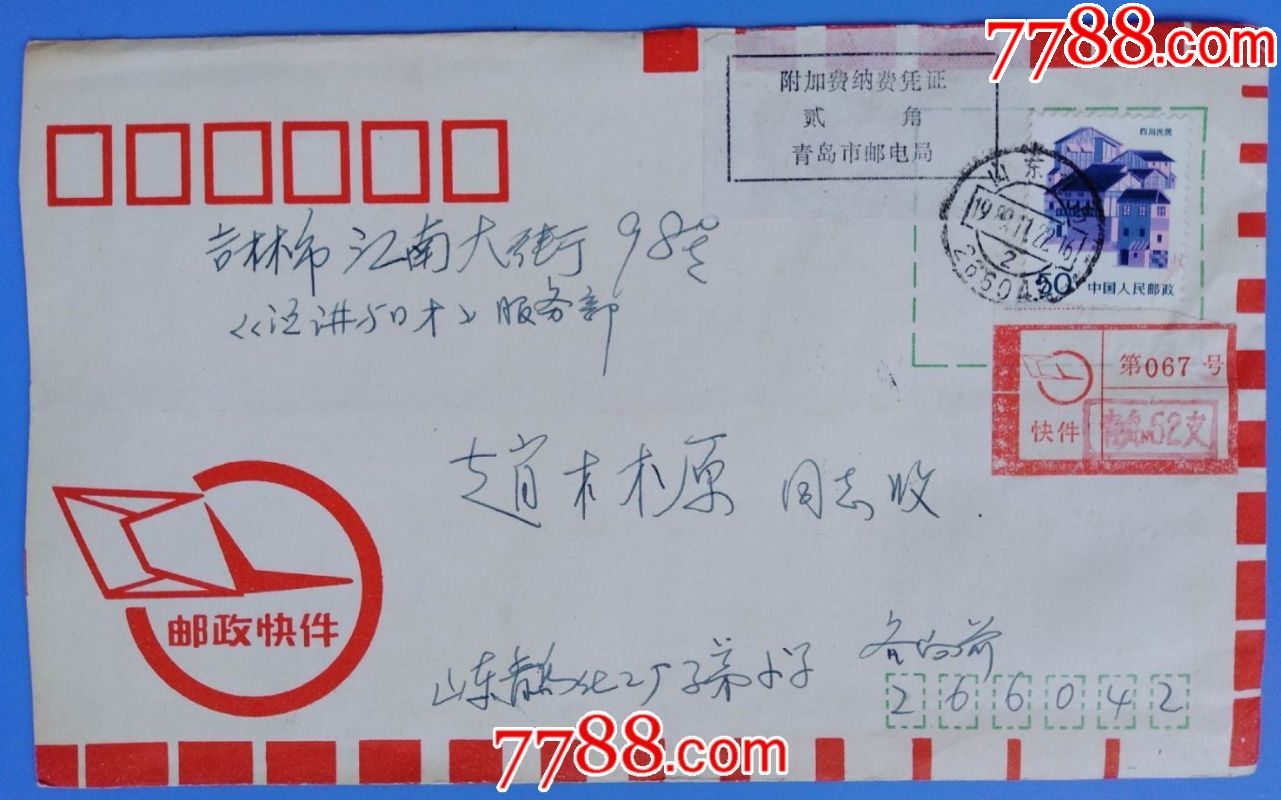 7788.com
附加费纳费凭证
贰 角
青岛市邮电局
四川民居
山东
266042
50
中国人民邮政
吉林市江南大街98号
《演讲与口才》服务部
第067号
快件
青岛 52支
赵 林原 同志收
邮政快件
山东青岛化工厂子弟小学
266042
7788.com